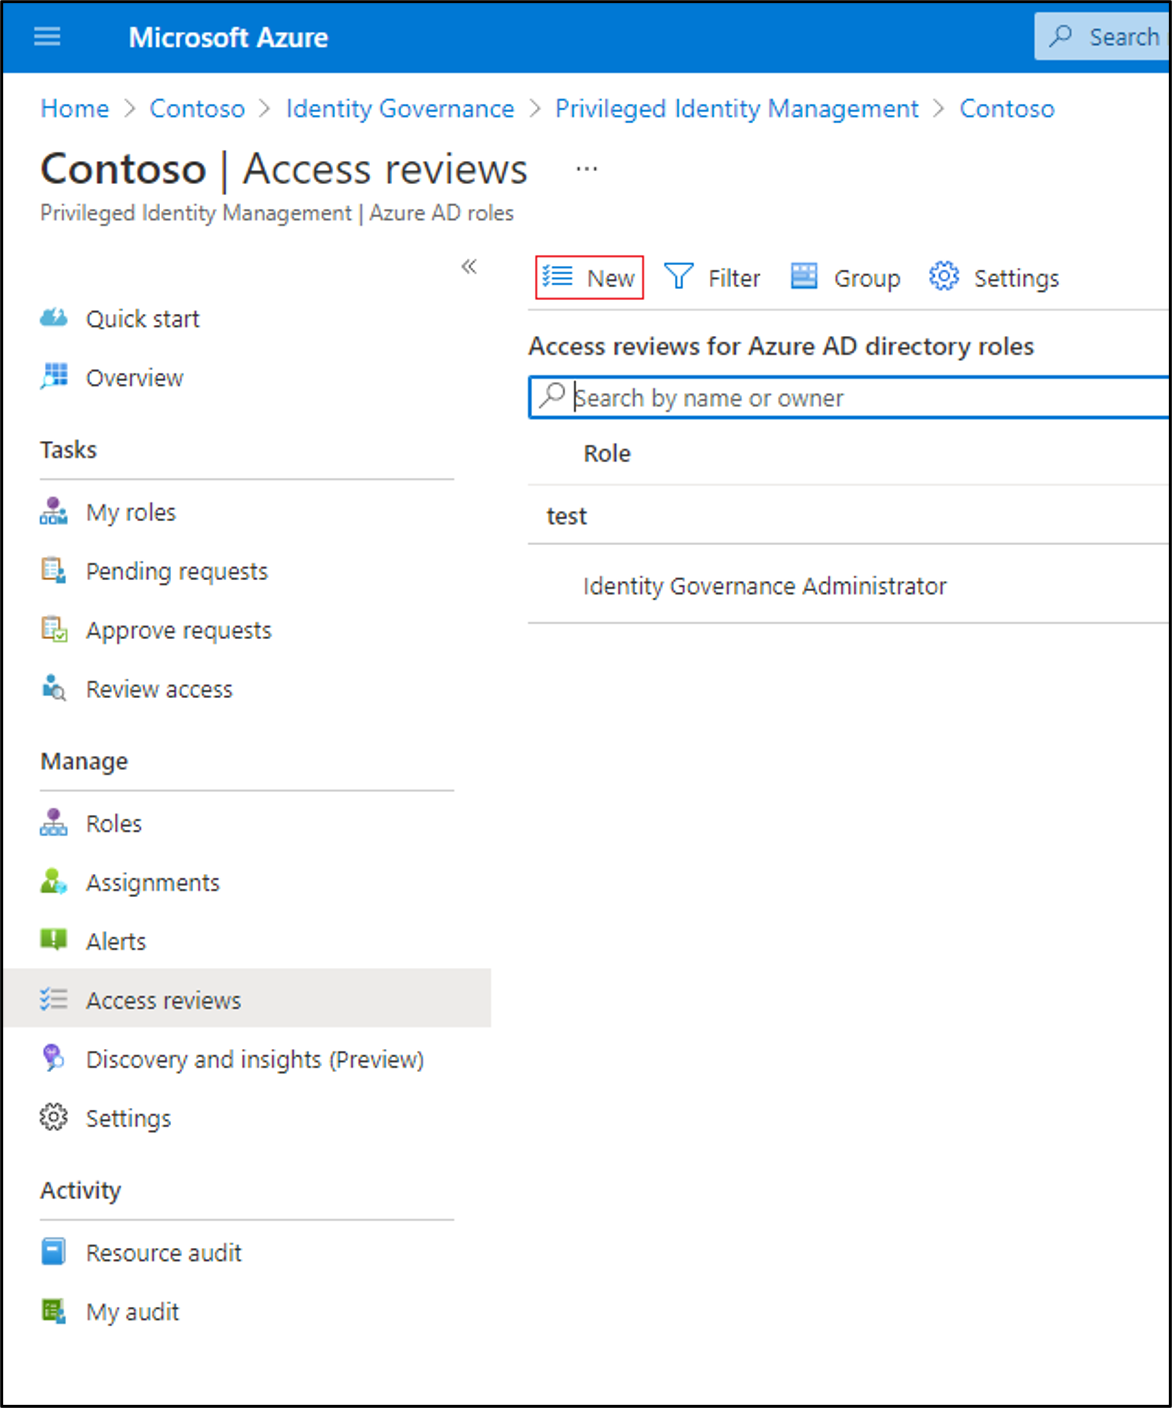 Microsoft Azure
Search
Home > Contoso > Identity Governance > Privileged Identity Management > Contoso
Contoso | Access reviews ...
Privileged Identity Management | Azure AD roles
«
New Filter Group Settings
Quick start
Overview
Tasks
My roles
Pending requests
Approve requests
Review access
Manage
Roles
Assignments
Alerts
Access reviews
Discovery and insights (Preview)
Settings
Activity
Resource audit
My audit
Access reviews for Azure AD directory roles
Search by name or owner
Role
test
Identity Governance Administrator